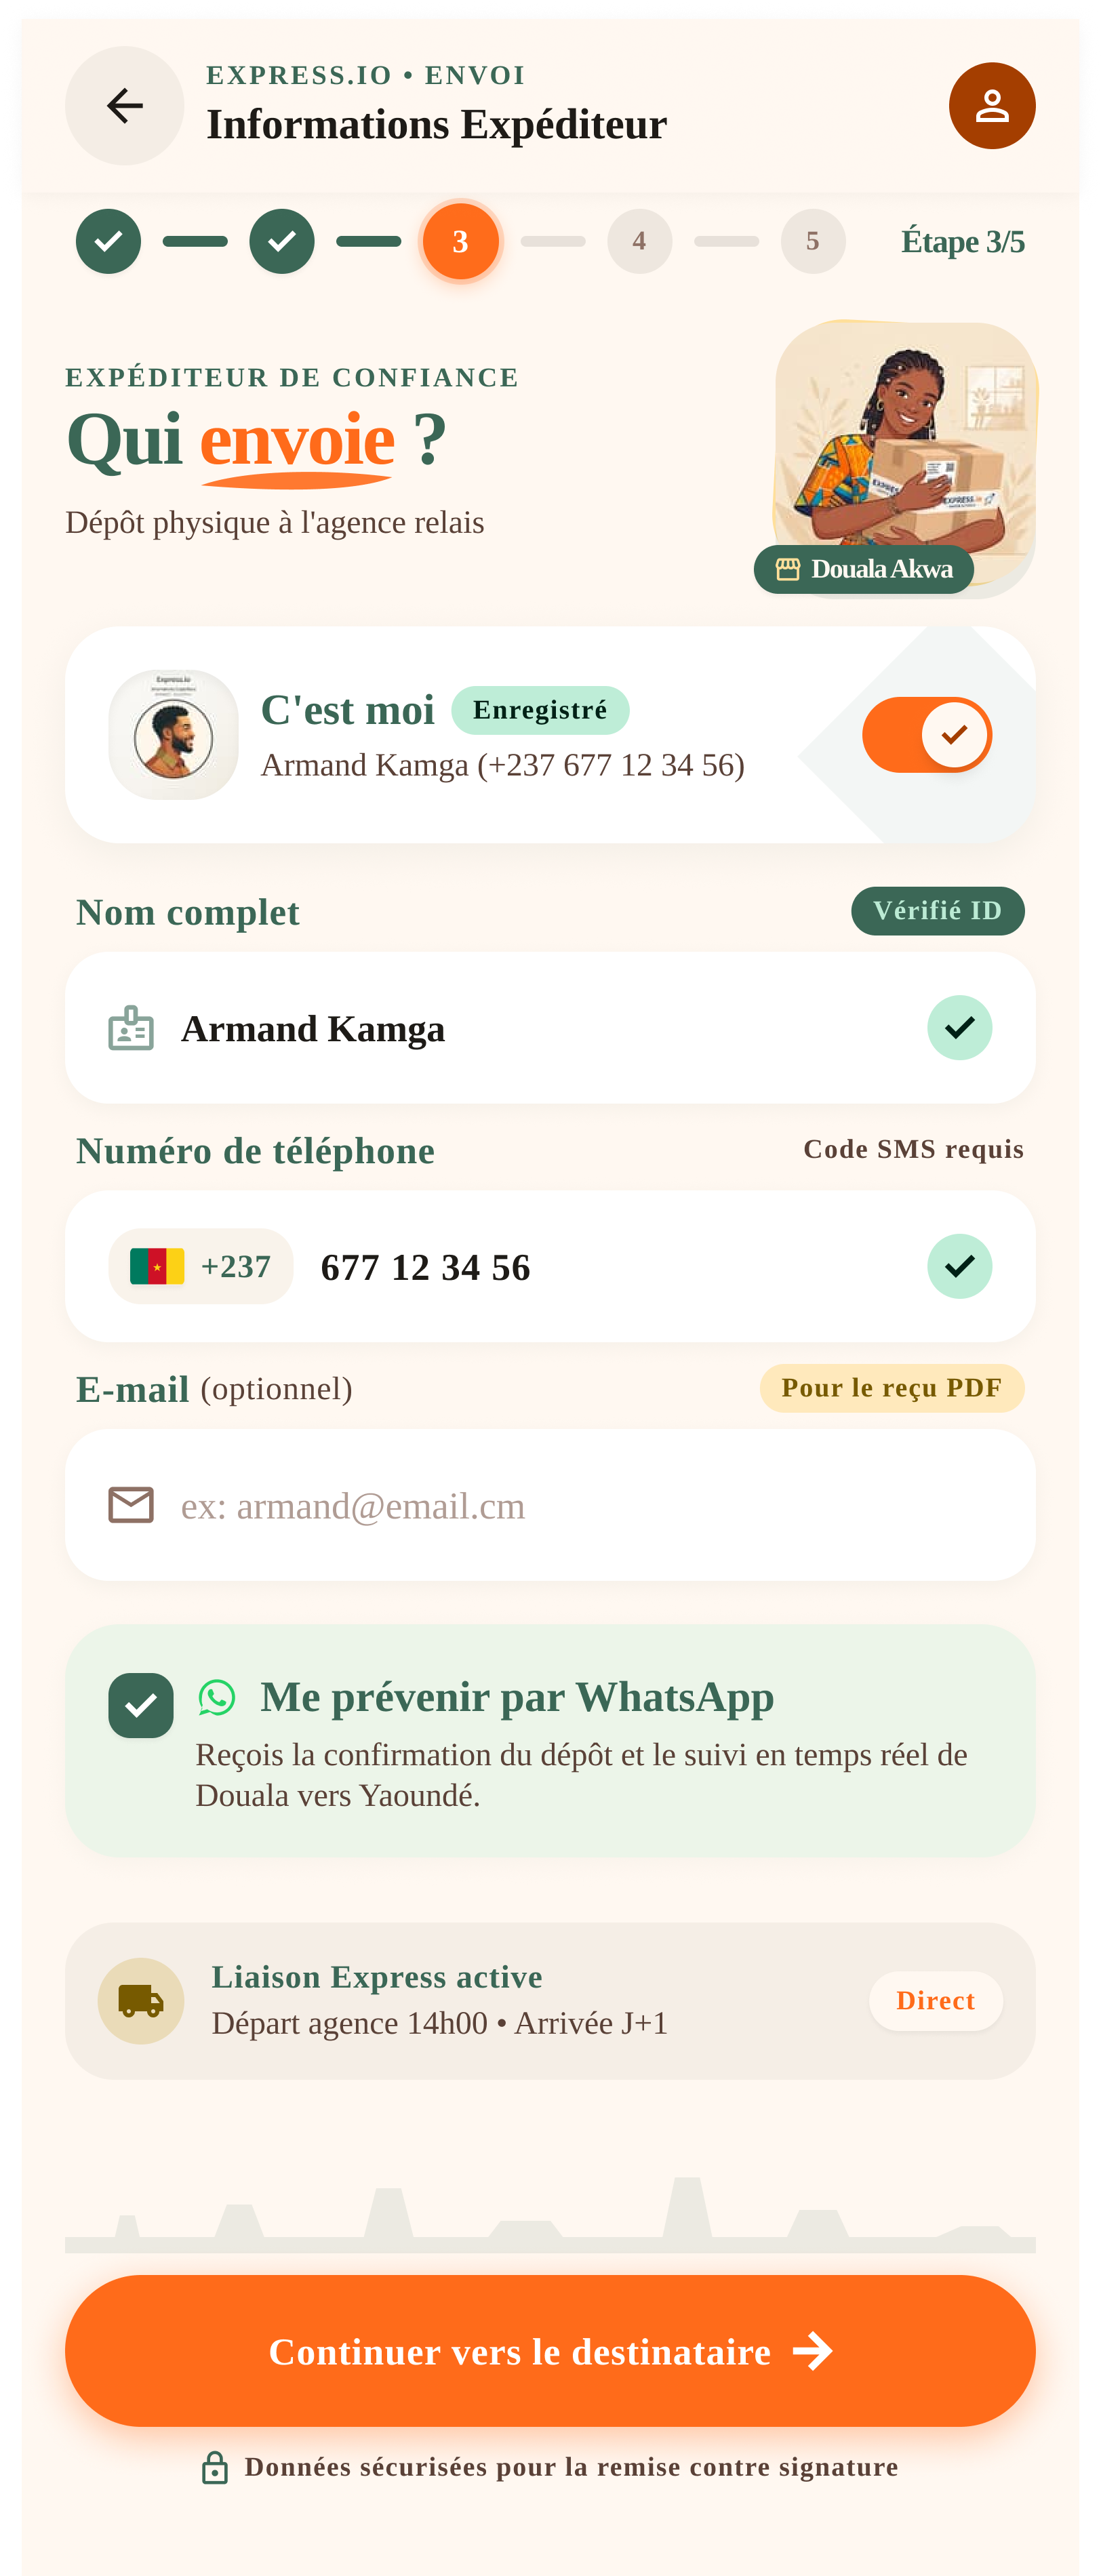 EXPRESS.IO • ENVOI
Informations Expéditeur
3
4
5
Étape 3/5
EXPÉDITEUR DE CONFIANCE
Qui envoie ?
Dépôt physique à l'agence relais
Douala Akwa
Express.io
C'est moi
Enregistré
Armand Kamga (+237 677 12 34 56)
Nom complet
Vérifié ID
Armand Kamga
Numéro de téléphone
Code SMS requis
+237
677 12 34 56
E-mail (optionnel)
Pour le reçu PDF
ex: armand@email.cm
Me prévenir par WhatsApp
Reçois la confirmation du dépôt et le suivi en temps réel de
Douala vers Yaoundé.
Liaison Express active
Départ agence 14h00 • Arrivée J+1
Direct
Continuer vers le destinataire
Données sécurisées pour la remise contre signature